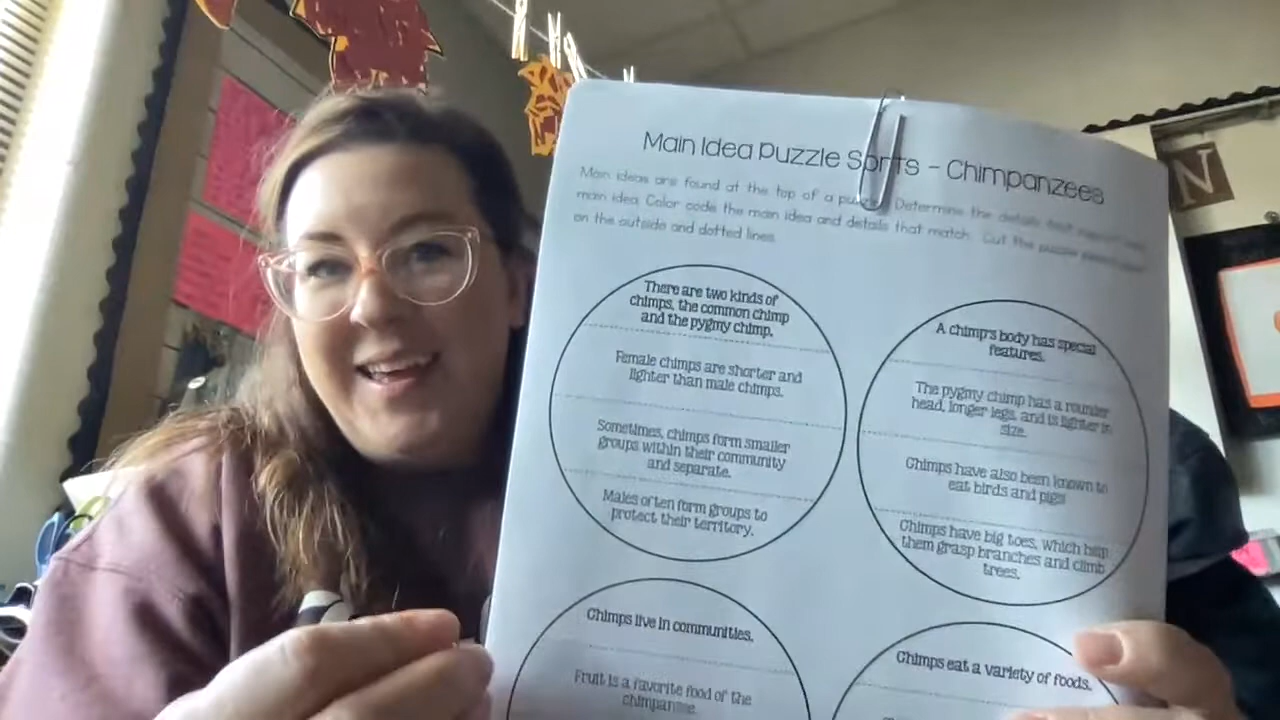 Main Idea Puzzle Sorts - Chimpanzees
Main ideas are found at the top of a Determine the details that
main idea. Color code the main idea and details that match. Cut the puzzle
on the outside and dotted lines.
There are two kinds of
chimps, the common chimp
and the pygmy chimp.
Female chimps are shorter and
lighter than male chimps.
Sometimes, chimps form smaller
groups within their community
and separate.
Males often form groups to
protect their territory.
A chimp's body has special
features.
The pygmy chimp has a rounder
head, longer legs, and is lighter in
size.
Chimps have also been known to
eat birds and pigs
Chimps have big toes, which help
them grasp branches and climb
trees.
Chimps live in communities.
Fruit is a favorite food of the
chimpanzee.
Chimps eat a variety of foods.
N